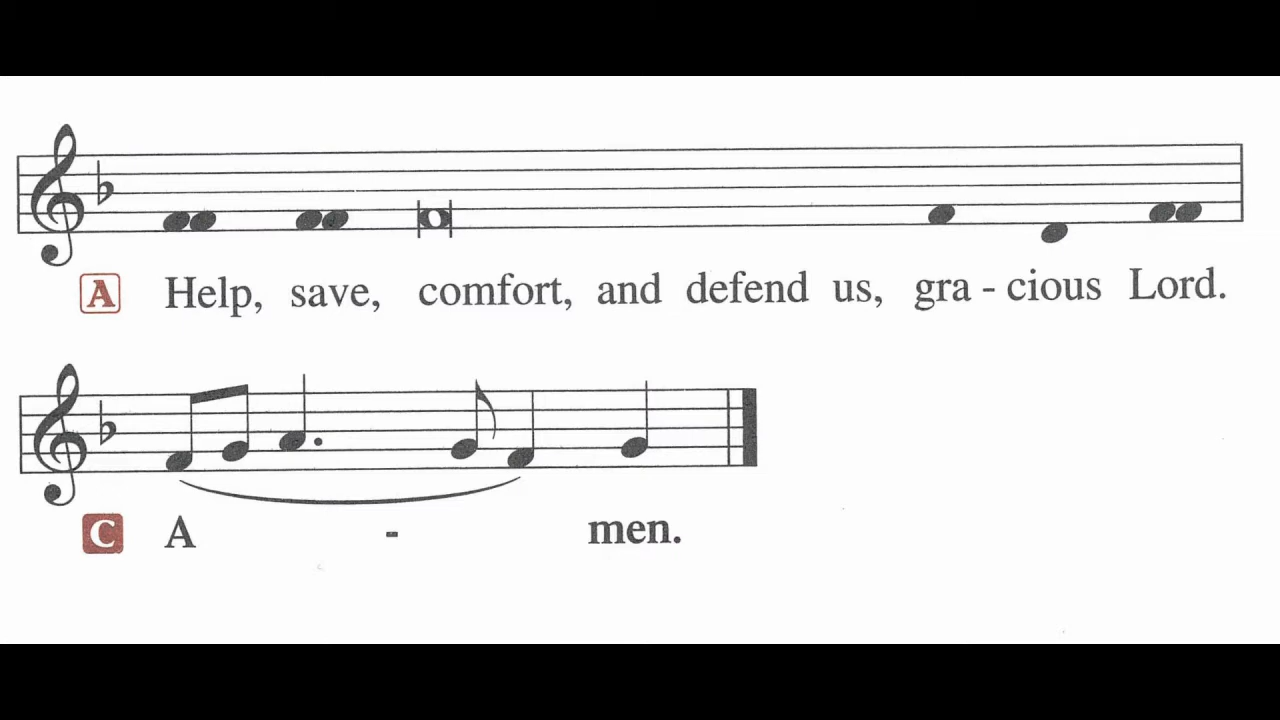 A Help, save, comfort, and defend us, gra - cious Lord.
C A - men.